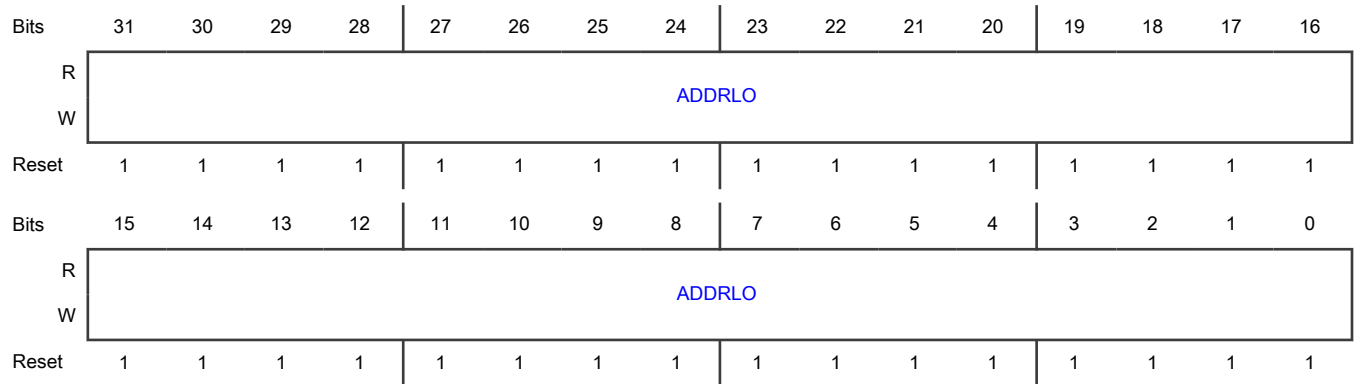 Bits 31 30 29 28 27 26 25 24 23 22 21 20 19 18 17 16
R
ADDRLO
W
Reset 1 1 1 1 1 1 1 1 1 1 1 1 1 1 1 1
Bits 15 14 13 12 11 10 9 8 7 6 5 4 3 2 1 0
R
ADDRLO
W
Reset 1 1 1 1 1 1 1 1 1 1 1 1 1 1 1 1